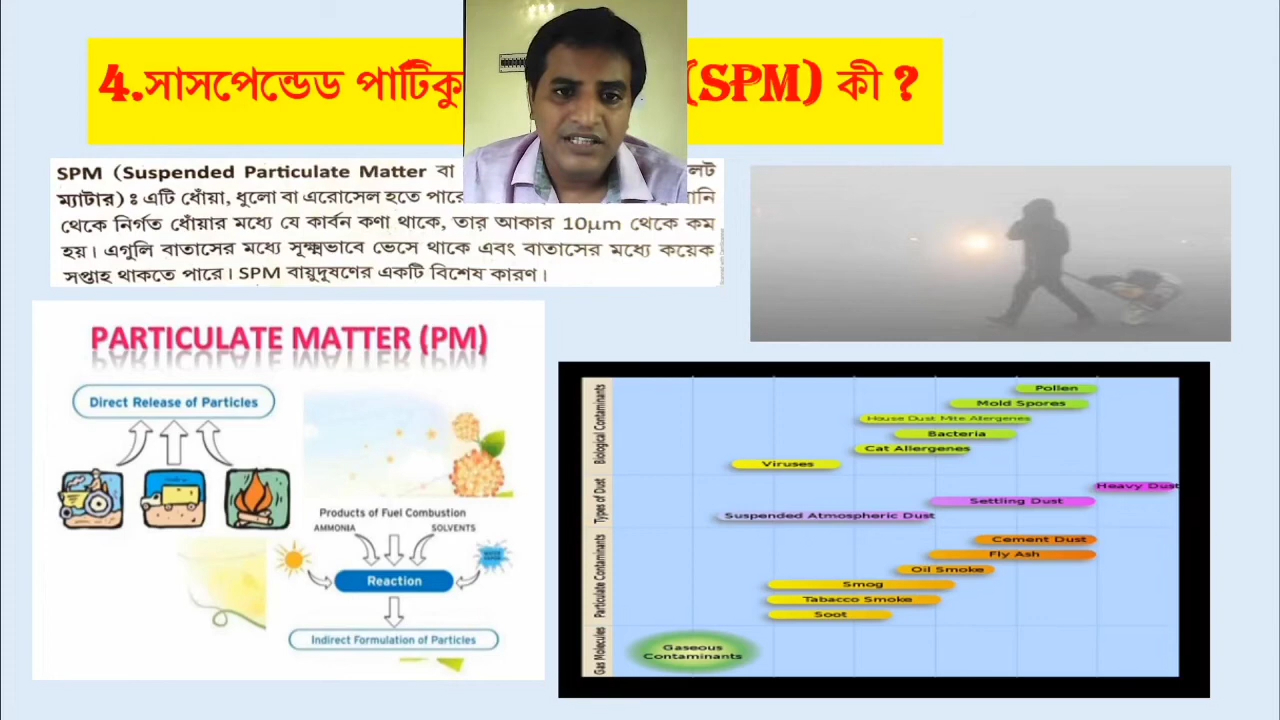 4.সাসপেন্ডেড পার্টিকু (SPM) কী ?
SPM (Suspended Particulate Matter বা
ম্যাটার) ঃ এটি ধোঁয়া, ধুলো বা এরোসেল হতে পারে
থেকে নির্গত ধোঁয়ার মধ্যে যে কার্বন কণা থাকে, তার আকার 10μm থেকে কম
হয়। এগুলি বাতাসের মধ্যে সূক্ষ্মভাবে ভেসে থাকে এবং বাতাসের মধ্যে কয়েক
সপ্তাহ থাকতে পারে। SPM বায়ুদূষণের একটি বিশেষ কারণ।
PARTICULATE MATTER (PM)
Direct Release of Particles
Products of Fuel Combustion
AMMONIA SOLVENTS
Reaction
Indirect Formulation of Particles
Biological Contaminants
Pollen
Mold Spores
House Dust Mite Allergenes
Bacteria
Cat Allergenes
Viruses
Types of Dust
Heavy Dust
Settling Dust
Suspended Atmospheric Dust
Particulate Contaminants
Cement Dust
Fly Ash
Oil Smoke
Smog
Tabacco Smoke
Soot
Gas Molecules
Gaseous
Contaminants